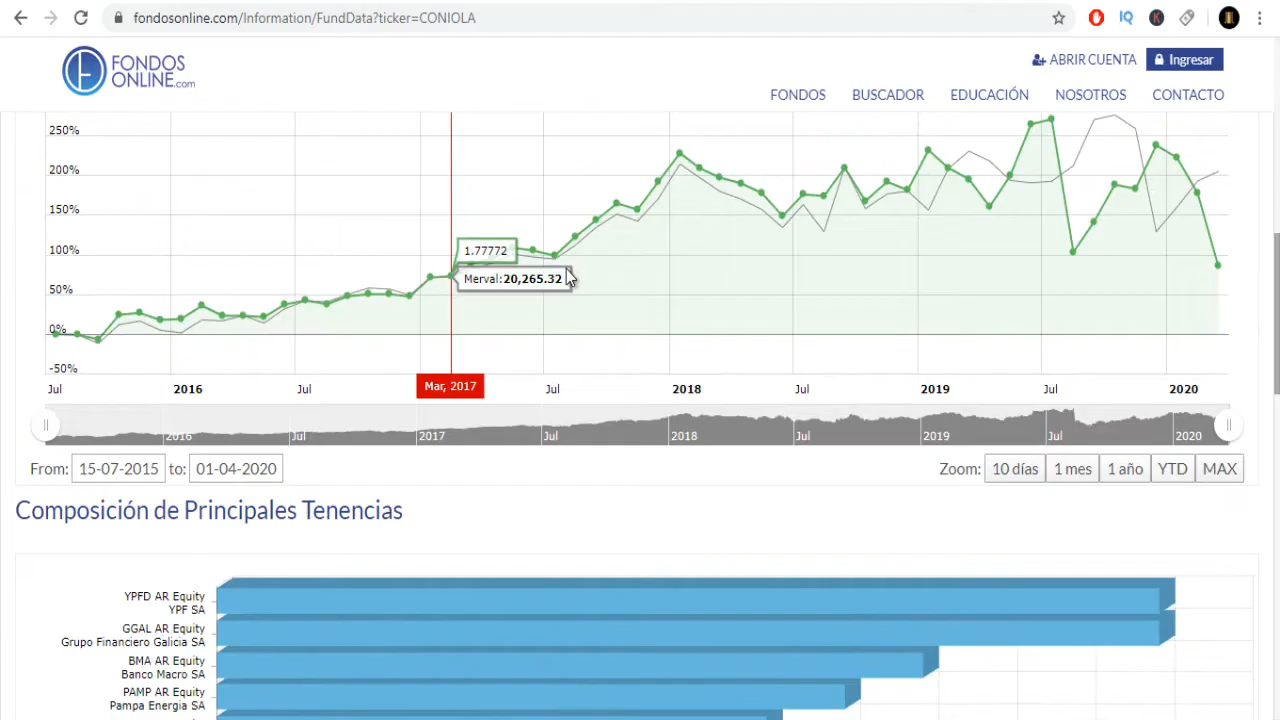 fondosonline.com/Information/FundData?ticker=CONIOLA
FONDOS
ONLINE.com
ABRIR CUENTA
Ingresar
FONDOS BUSCADOR EDUCACIÓN NOSOTROS CONTACTO
250%
200%
150%
100%
50%
0%
-50%
1.77772
Merval:20,265.32
Jul 2016 Jul Mar, 2017 Jul 2018 Jul 2019 Jul 2020
2016 Jul 2017 Jul 2018 Jul 2019 Jul 2020
From: 15-07-2015 to: 01-04-2020 Zoom: 10 días 1 mes 1 año YTD MAX
Composición de Principales Tenencias
YPFD AR Equity
YPF SA
GGAL AR Equity
Grupo Financiero Galicia SA
BMA AR Equity
Banco Macro SA
PAMP AR Equity
Pampa Energia SA